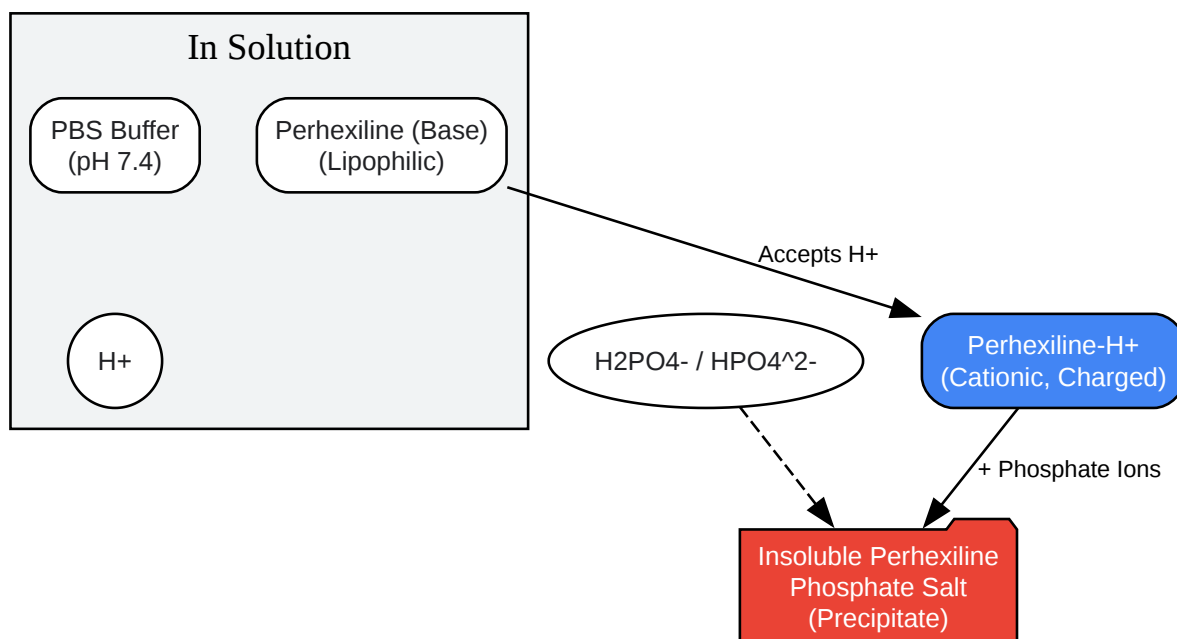 In Solution
PBS Buffer
(pH 7.4)
Perhexiline (Base)
(Lipophilic)
Accepts H+
H+
H2PO4- / HPO4^2-
Perhexiline-H+
(Cationic, Charged)
+ Phosphate Ions
Insoluble Perhexiline
Phosphate Salt
(Precipitate)